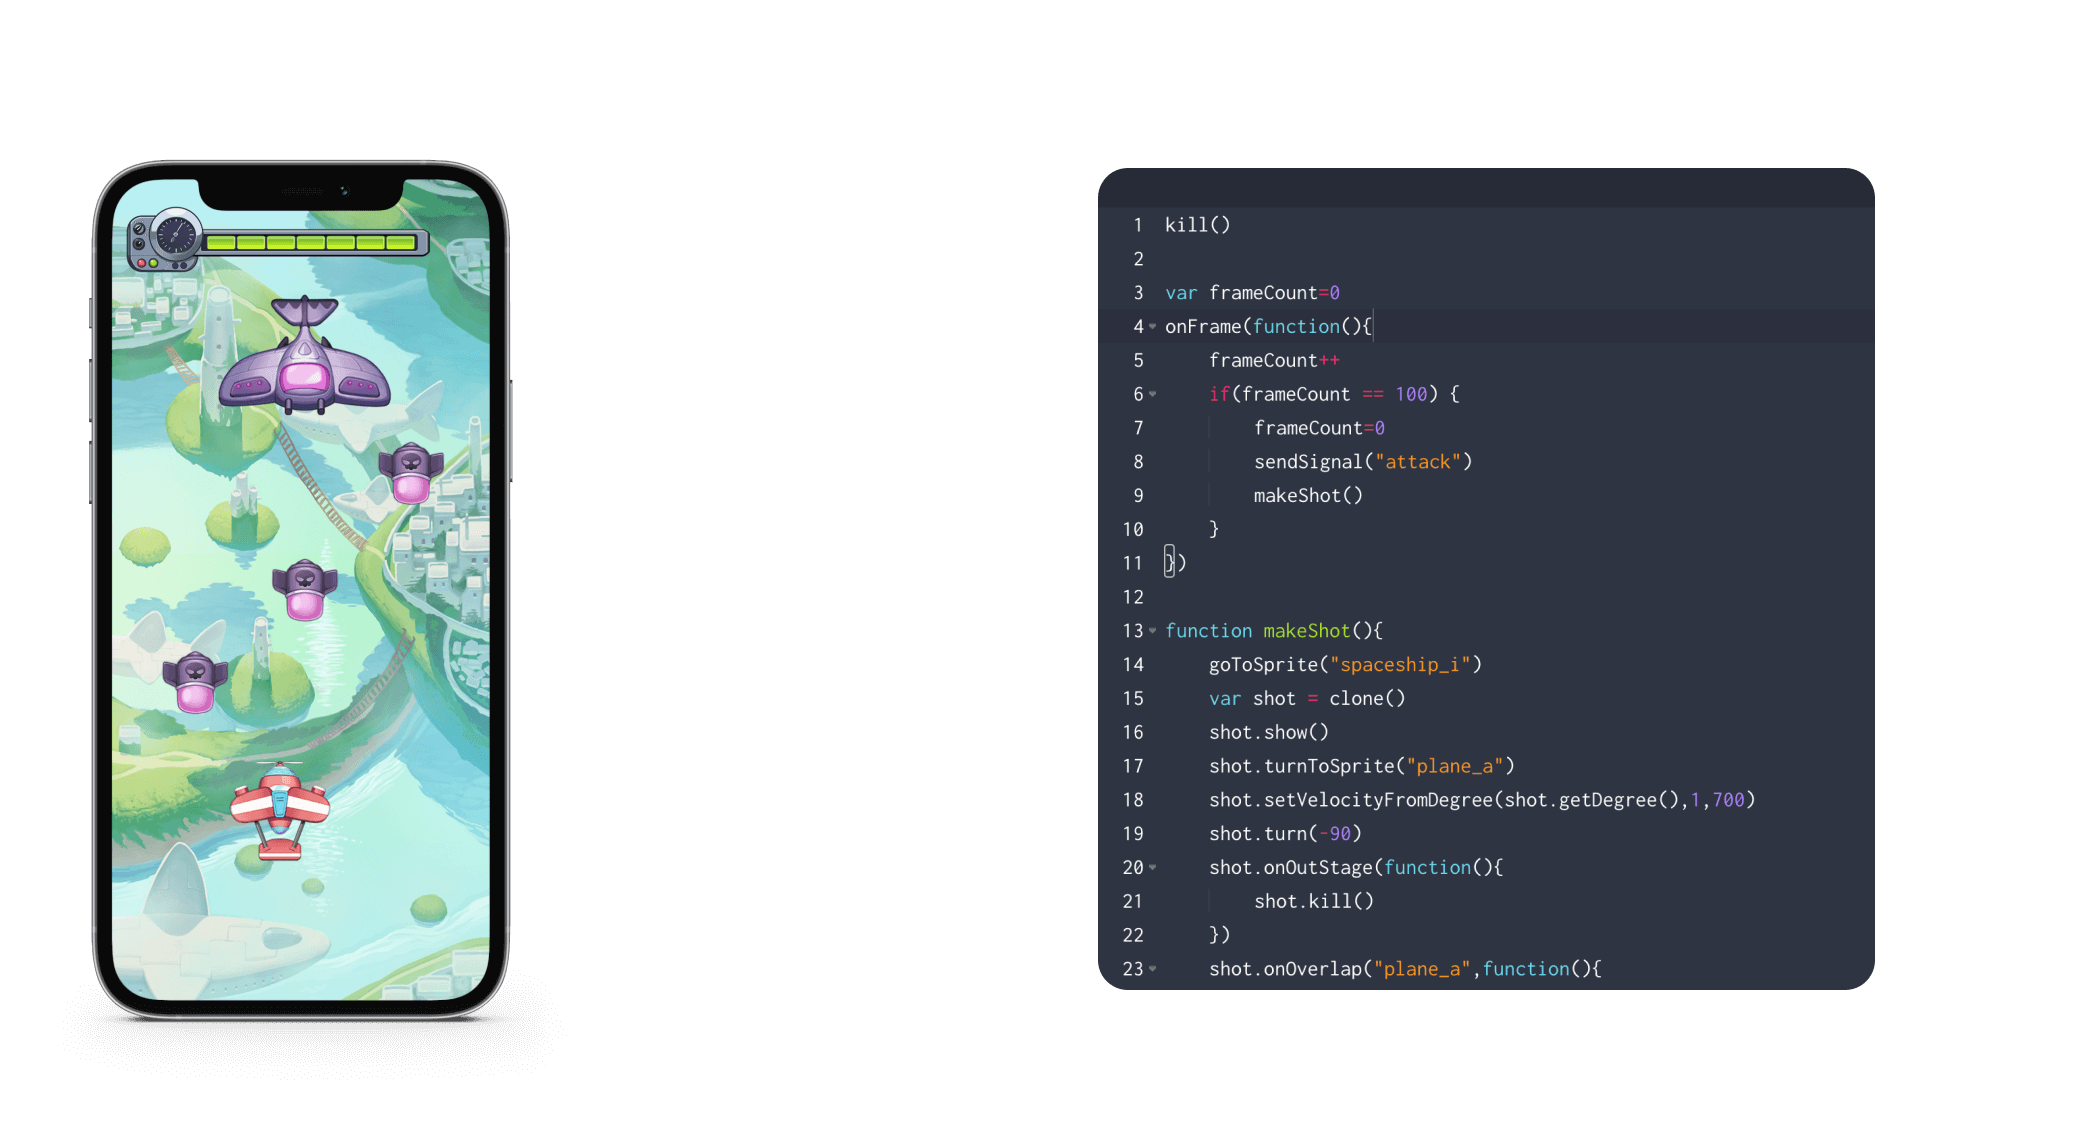 1 kill()
2
3 var frameCount=0
4 onFrame(function(){
5 frameCount++
6 if(frameCount == 100) {
7 frameCount=0
8 sendSignal("attack")
9 makeShot()
10 }
11 })
12
13 function makeShot(){
14 goToSprite("spaceship_i")
15 var shot = clone()
16 shot.show()
17 shot.turnToSprite("plane_a")
18 shot.setVelocityFromDegree(shot.getDegree(),1,700)
19 shot.turn(-90)
20 shot.onOutStage(function(){
21 shot.kill()
22 })
23 shot.onOverlap("plane_a",function(){